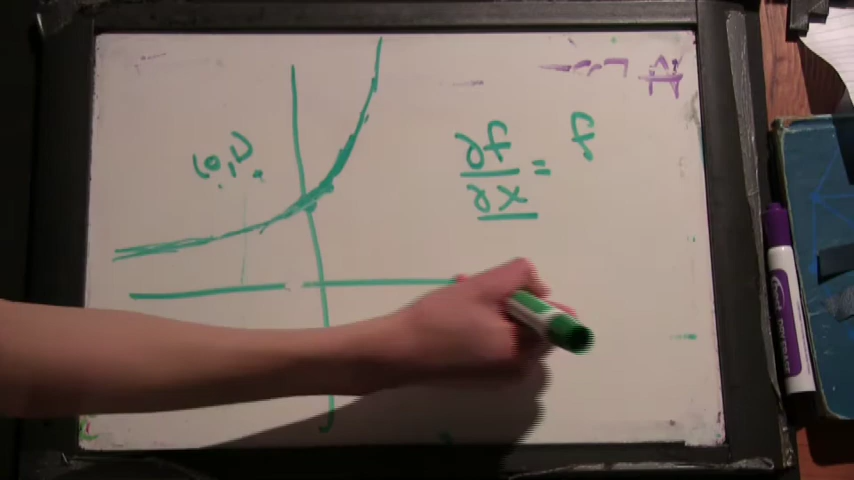 (0,1)
∂f = f
∂x